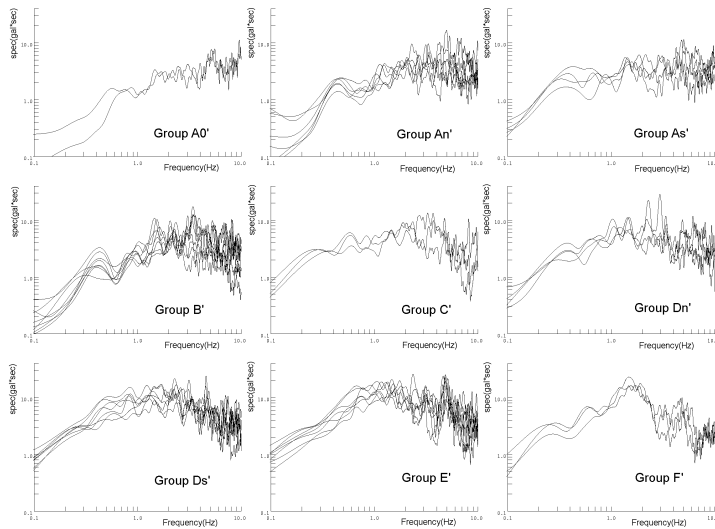 spec(gal*sec) spec(gal*sec) spec(gal*sec)
10.0 10.0 10.0
1.0 1.0 1.0
Group A0' Group An' Group As'
0.1 0.1 0.1
0.1 1.0 10.0 0.1 1.0 10.0 0.1 1.0 10.0
Frequency(Hz) Frequency(Hz) Frequency(Hz)
spec(gal*sec) spec(gal*sec) spec(gal*sec)
10.0 10.0 10.0
1.0 1.0 1.0
Group B' Group C' Group Dn'
0.1 0.1 0.1
0.1 1.0 10.0 0.1 1.0 10.0 0.1 1.0 10.0
Frequency(Hz) Frequency(Hz) Frequency(Hz)
spec(gal*sec) spec(gal*sec) spec(gal*sec)
10.0 10.0 10.0
1.0 1.0 1.0
Group Ds' Group E' Group F'
0.1 0.1 0.1
0.1 1.0 10.0 0.1 1.0 10.0 0.1 1.0 10.0
Frequency(Hz) Frequency(Hz) Frequency(Hz)